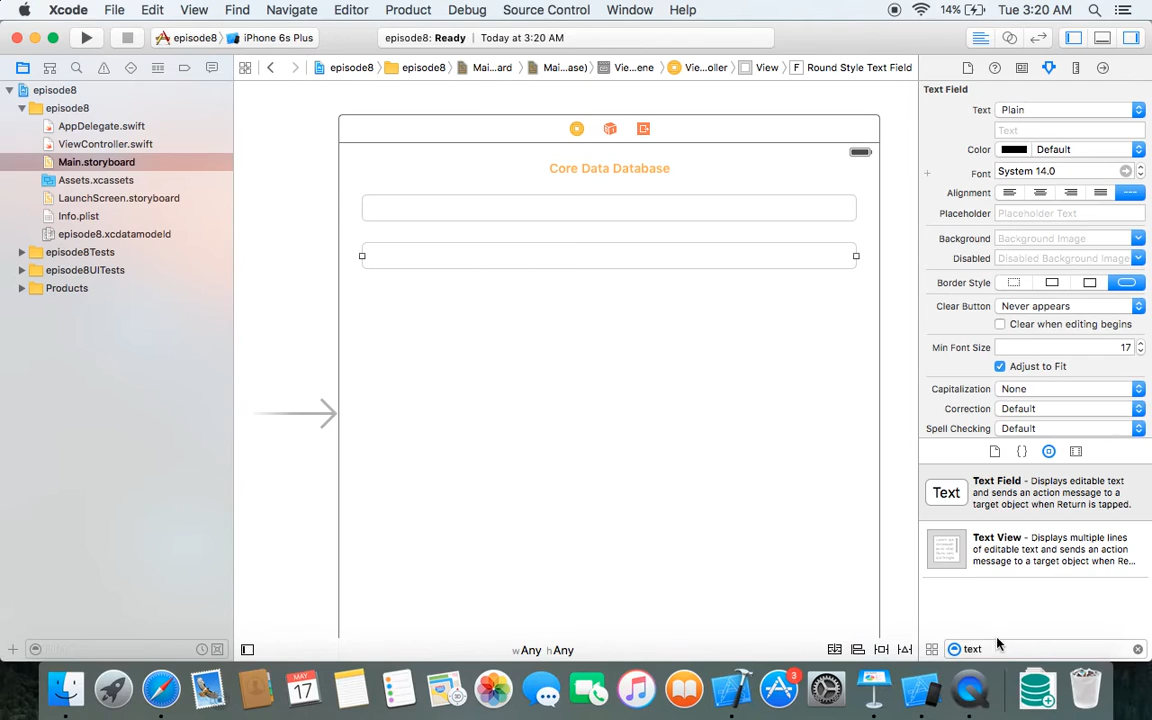 Xcode File Edit View Find Navigate Editor Product Debug Source Control Window Help 14% Tue 3:20 AM
episode8 iPhone 6s Plus episode8: Ready Today at 3:20 AM
episode8 episode8 Mai...ard Mai...ase) Vie...ene Vie...oller View F Round Style Text Field
episode8
episode8
AppDelegate.swift
ViewController.swift
Main.storyboard
Assets.xcassets
LaunchScreen.storyboard
Info.plist
episode8.xcdatamodeld
episode8Tests
episode8UITests
Products
Core Data Database
wAny hAny
Text Field
Text Plain
Text
Color Default
Font System 14.0
Alignment
Placeholder Placeholder Text
Background Background Image
Disabled Disabled Background Image
Border Style
Clear Button Never appears
Clear when editing begins
Min Font Size 17
Adjust to Fit
Capitalization None
Correction Default
Spell Checking Default
Text
Text Field - Displays editable text
and sends an action message to a
target object when Return is tapped.
Text View - Displays multiple lines
of editable text and sends an action
message to a target object when Re...
text
MAY
17
3